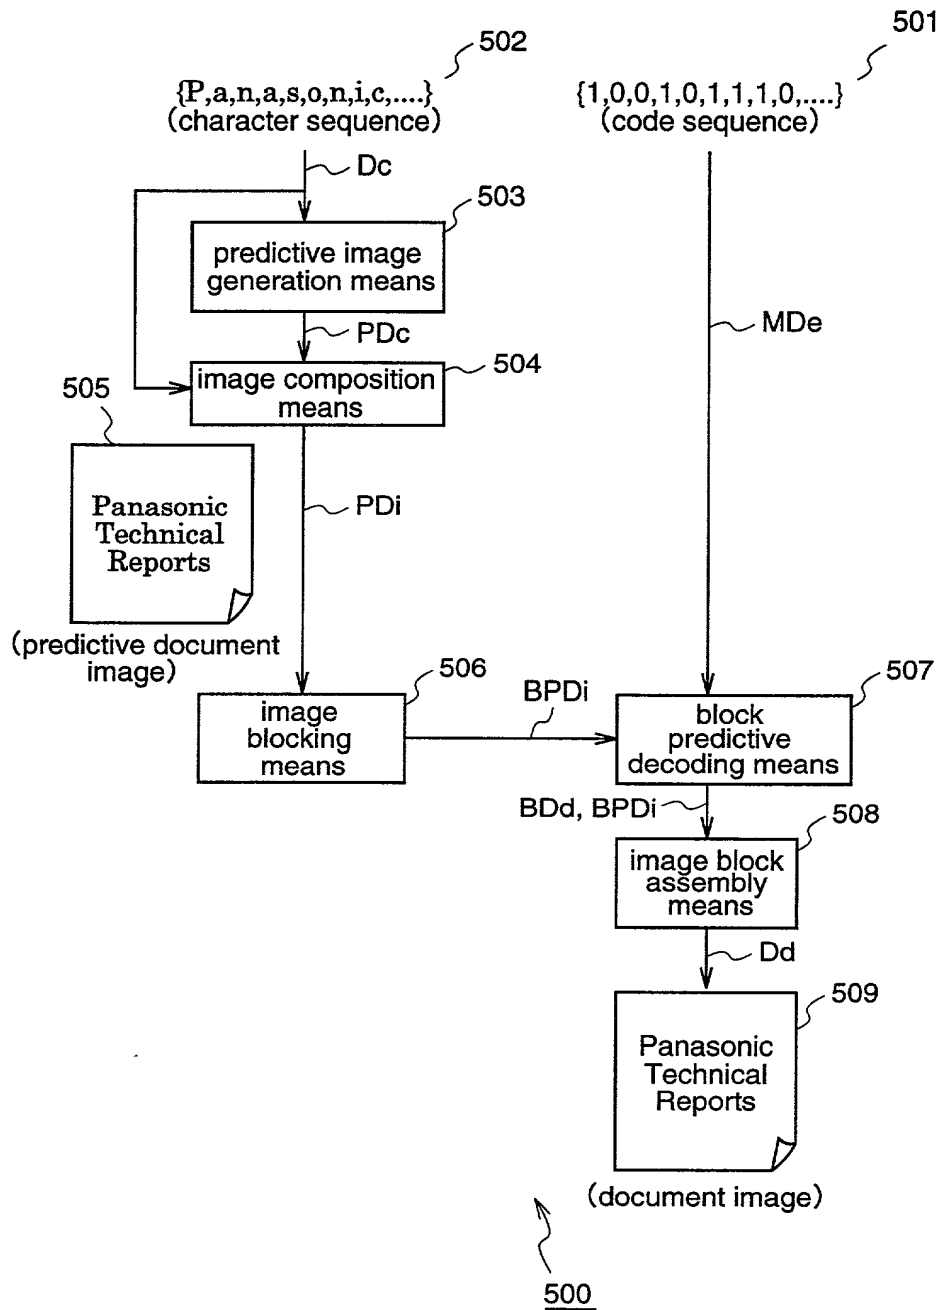 501
502
{P,a,n,a,s,o,n,i,c,....}
(character sequence)
{1,0,0,1,0,1,1,1,0,....}
(code sequence)
Dc
503
predictive image
generation means
PDc
MDe
504
image composition
means
505
Panasonic
Technical
Reports
PDi
(predictive document
image)
506
image
blocking
means
BPDi
507
block
predictive
decoding means
BDd, BPDi
508
image block
assembly
means
Dd
509
Panasonic
Technical
Reports
(document image)
500